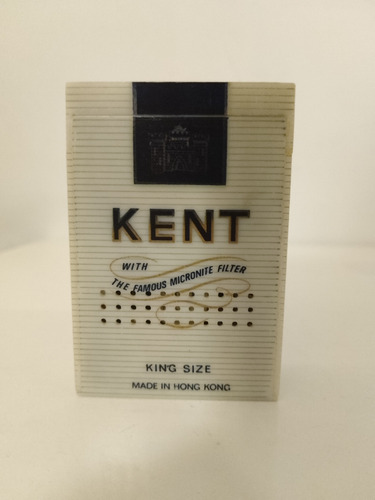 KENT
WITH
THE FAMOUS MICRONITE FILTER
KING SIZE
MADE IN HONG KONG